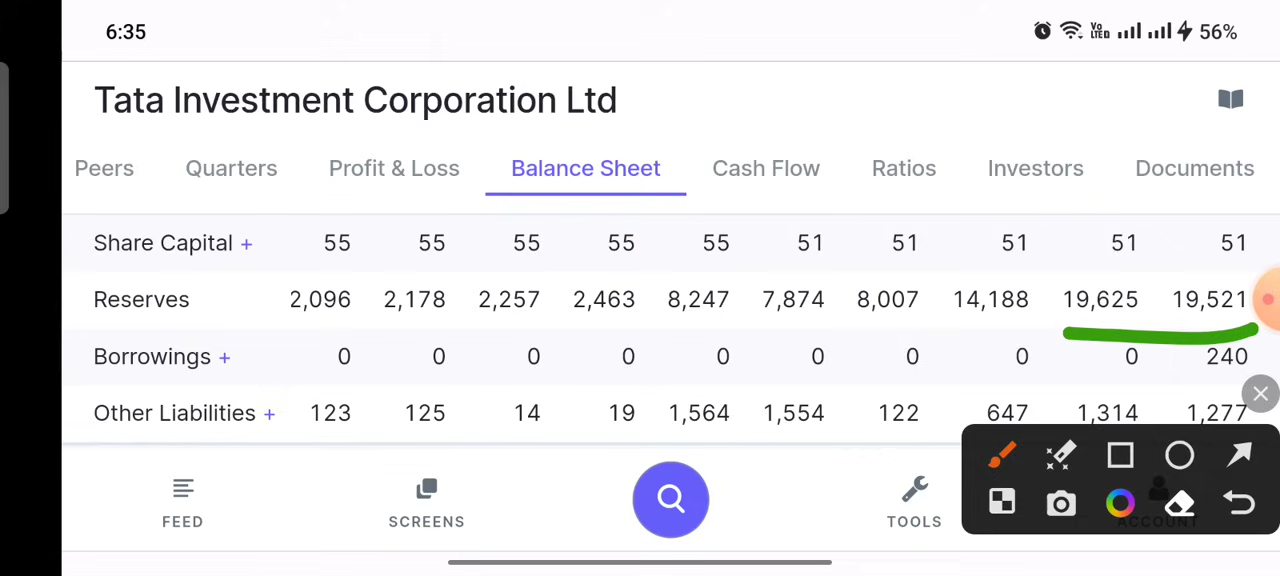 6:35 Vo LTED 56%
Tata Investment Corporation Ltd
Peers Quarters Profit & Loss Balance Sheet Cash Flow Ratios Investors Documents
Share Capital + 55 55 55 55 55 51 51 51 51 51
Reserves 2,096 2,178 2,257 2,463 8,247 7,874 8,007 14,188 19,625 19,521
Borrowings + 0 0 0 0 0 0 0 0 0 240
Other Liabilities + 123 125 14 19 1,564 1,554 122 647 1,314 1,277
FEED SCREENS TOOLS ACCOUNT